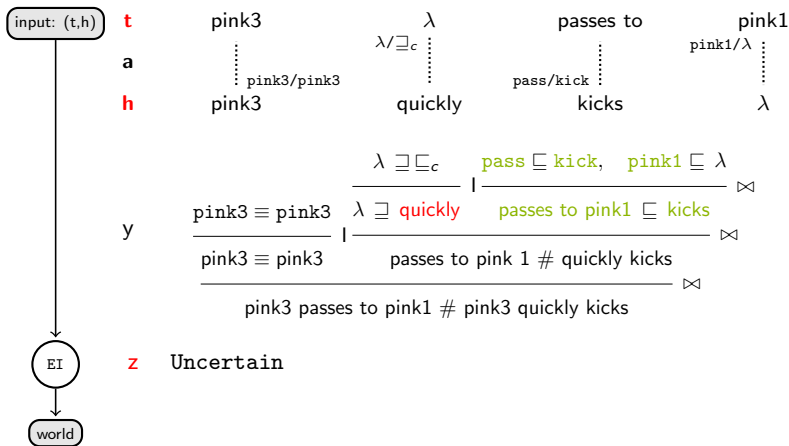 input: (t,h) t pink3 λ passes to pink1
λ/⊒c pink1/λ
a pink3/pink3 pass/kick
h pink3 quickly kicks λ
λ ⊒⊑c pass ⊑ kick, pink1 ⊑ λ
⋈
pink3 ≡ pink3 λ ⊒ quickly passes to pink1 ⊑ kicks
y ⋈
pink3 ≡ pink3 passes to pink 1 # quickly kicks
⋈
pink3 passes to pink1 # pink3 quickly kicks
EI z Uncertain
world